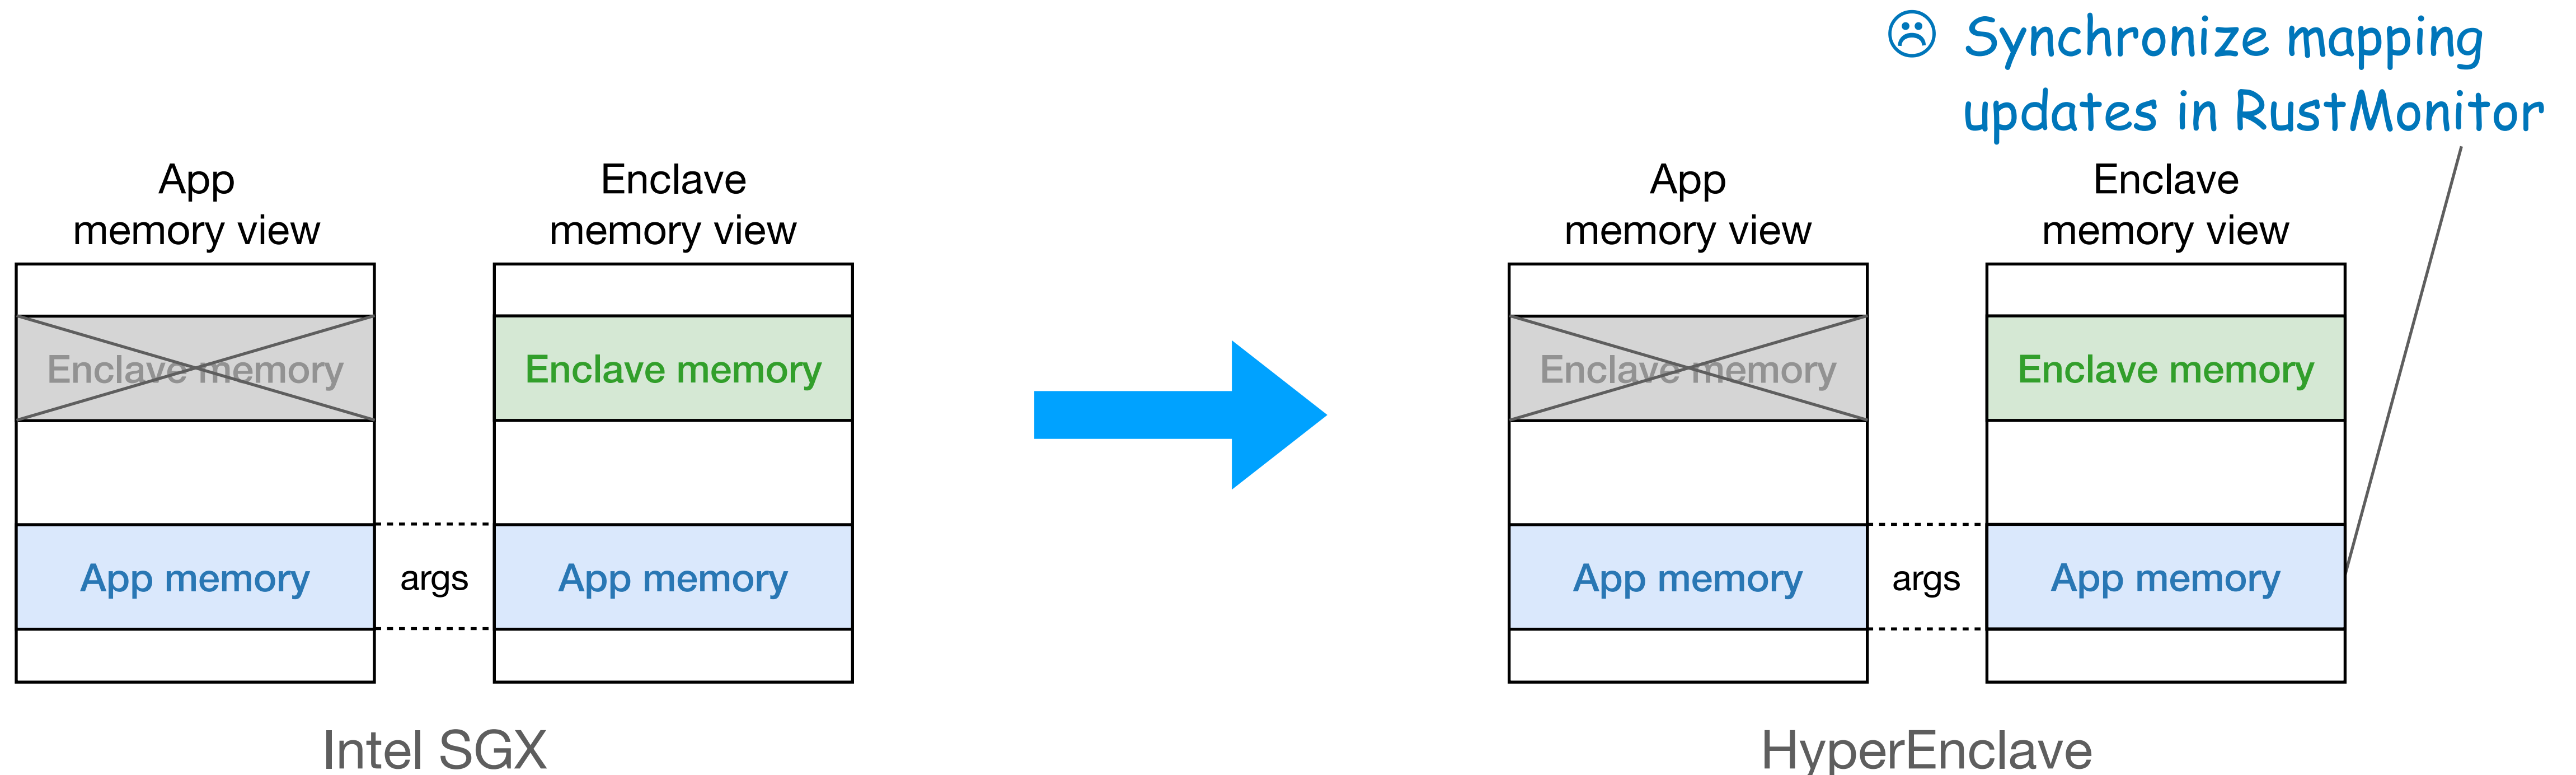 ☹ Synchronize mapping
updates in RustMonitor
App
memory view
Enclave
memory view
Enclave memory
Enclave memory
App memory
args
App memory
Intel SGX
App
memory view
Enclave
memory view
Enclave memory
Enclave memory
App memory
args
App memory
HyperEnclave